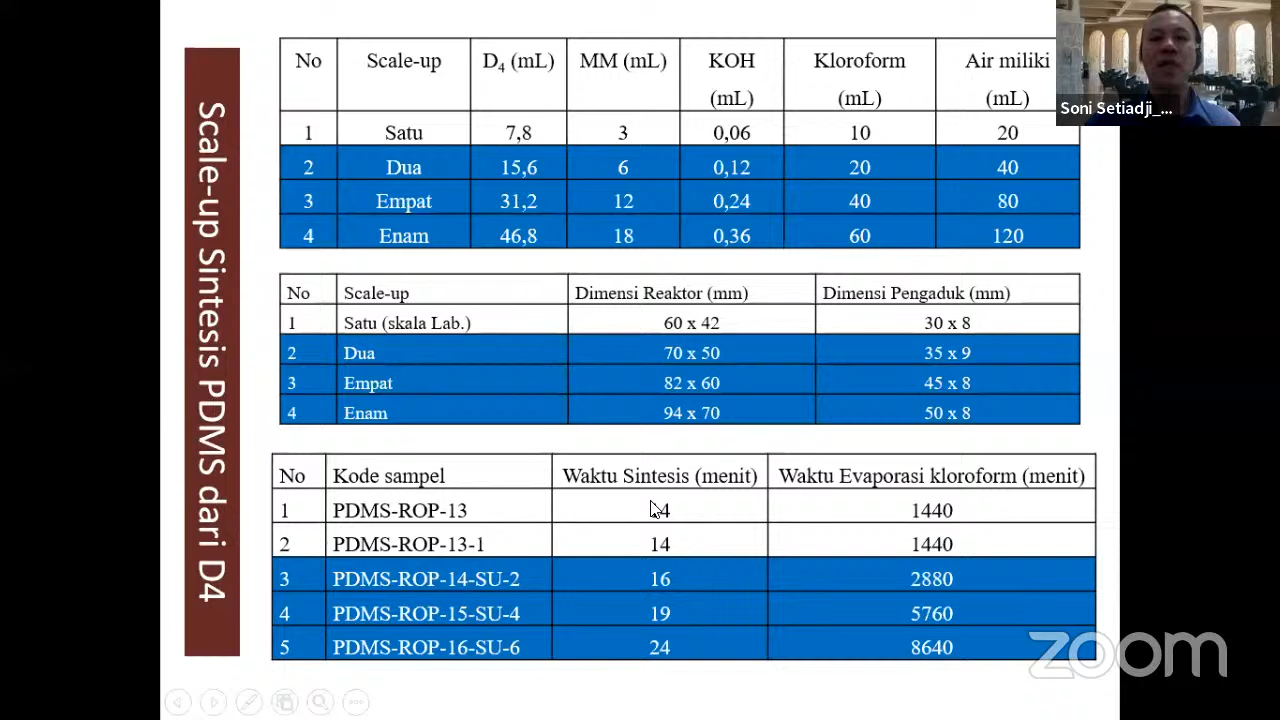 Scale-up Sintesis PDMS dari D4
No Scale-up D4 (mL) MM (mL) KOH (mL) Kloroform (mL) Air miliki (mL)
1 Satu 7,8 3 0,06 10 20
2 Dua 15,6 6 0,12 20 40
3 Empat 31,2 12 0,24 40 80
4 Enam 46,8 18 0,36 60 120
No Scale-up Dimensi Reaktor (mm) Dimensi Pengaduk (mm)
1 Satu (skala Lab.) 60 x 42 30 x 8
2 Dua 70 x 50 35 x 9
3 Empat 82 x 60 45 x 8
4 Enam 94 x 70 50 x 8
No Kode sampel Waktu Sintesis (menit) Waktu Evaporasi kloroform (menit)
1 PDMS-ROP-13 1440
2 PDMS-ROP-13-1 14 1440
3 PDMS-ROP-14-SU-2 16 2880
4 PDMS-ROP-15-SU-4 19 5760
5 PDMS-ROP-16-SU-6 24 8640
Soni Setiadji_...
zoom